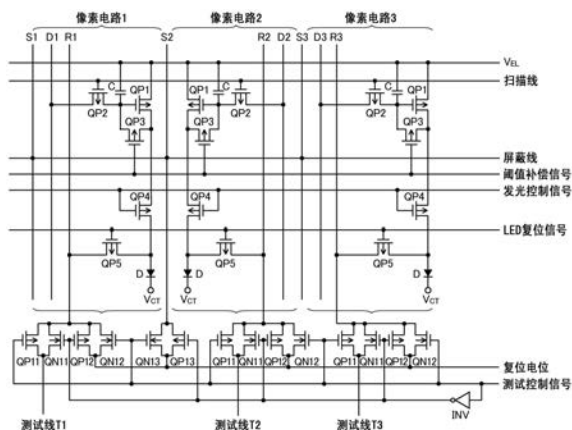 像素电路1 像素电路2 像素电路3
S1 D1 R1 S2 R2 D2 S3 D3 R3
VEL
扫描线
C QP1 QP1 C C QP1
QP2 QP2 QP2
QP3 QP3 QP3
屏蔽线
阈值补偿信号
QP4 QP4 QP4
发光控制信号
LED复位信号
QP5 QP5 QP5
D D D
VCT VCT VCT
QP11 QN11 QP12 QN12 QN13 QP13 QP11 QN11 QP12 QN12 QP11 QN11 QP12 QN12
复位电位
测试控制信号
INV
测试线T1 测试线T2 测试线T3